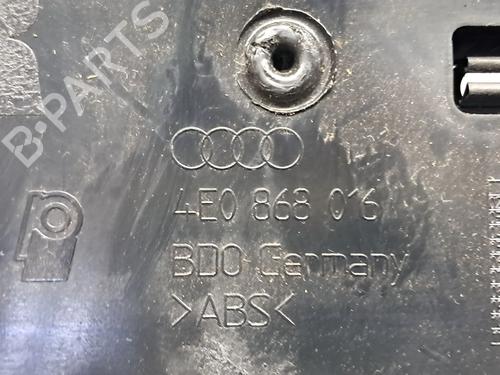 B-PARTS
4E0 868 016
BDO Germany
>ABS<